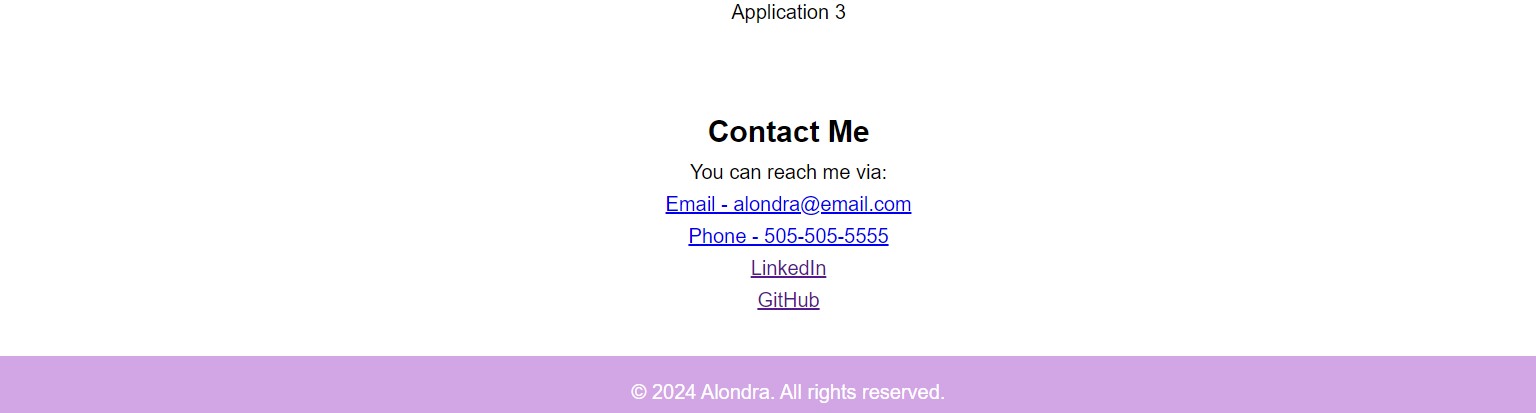 Application 3
Contact Me
You can reach me via:
Email - alondra@email.com
Phone - 505-505-5555
LinkedIn
GitHub
© 2024 Alondra. All rights reserved.